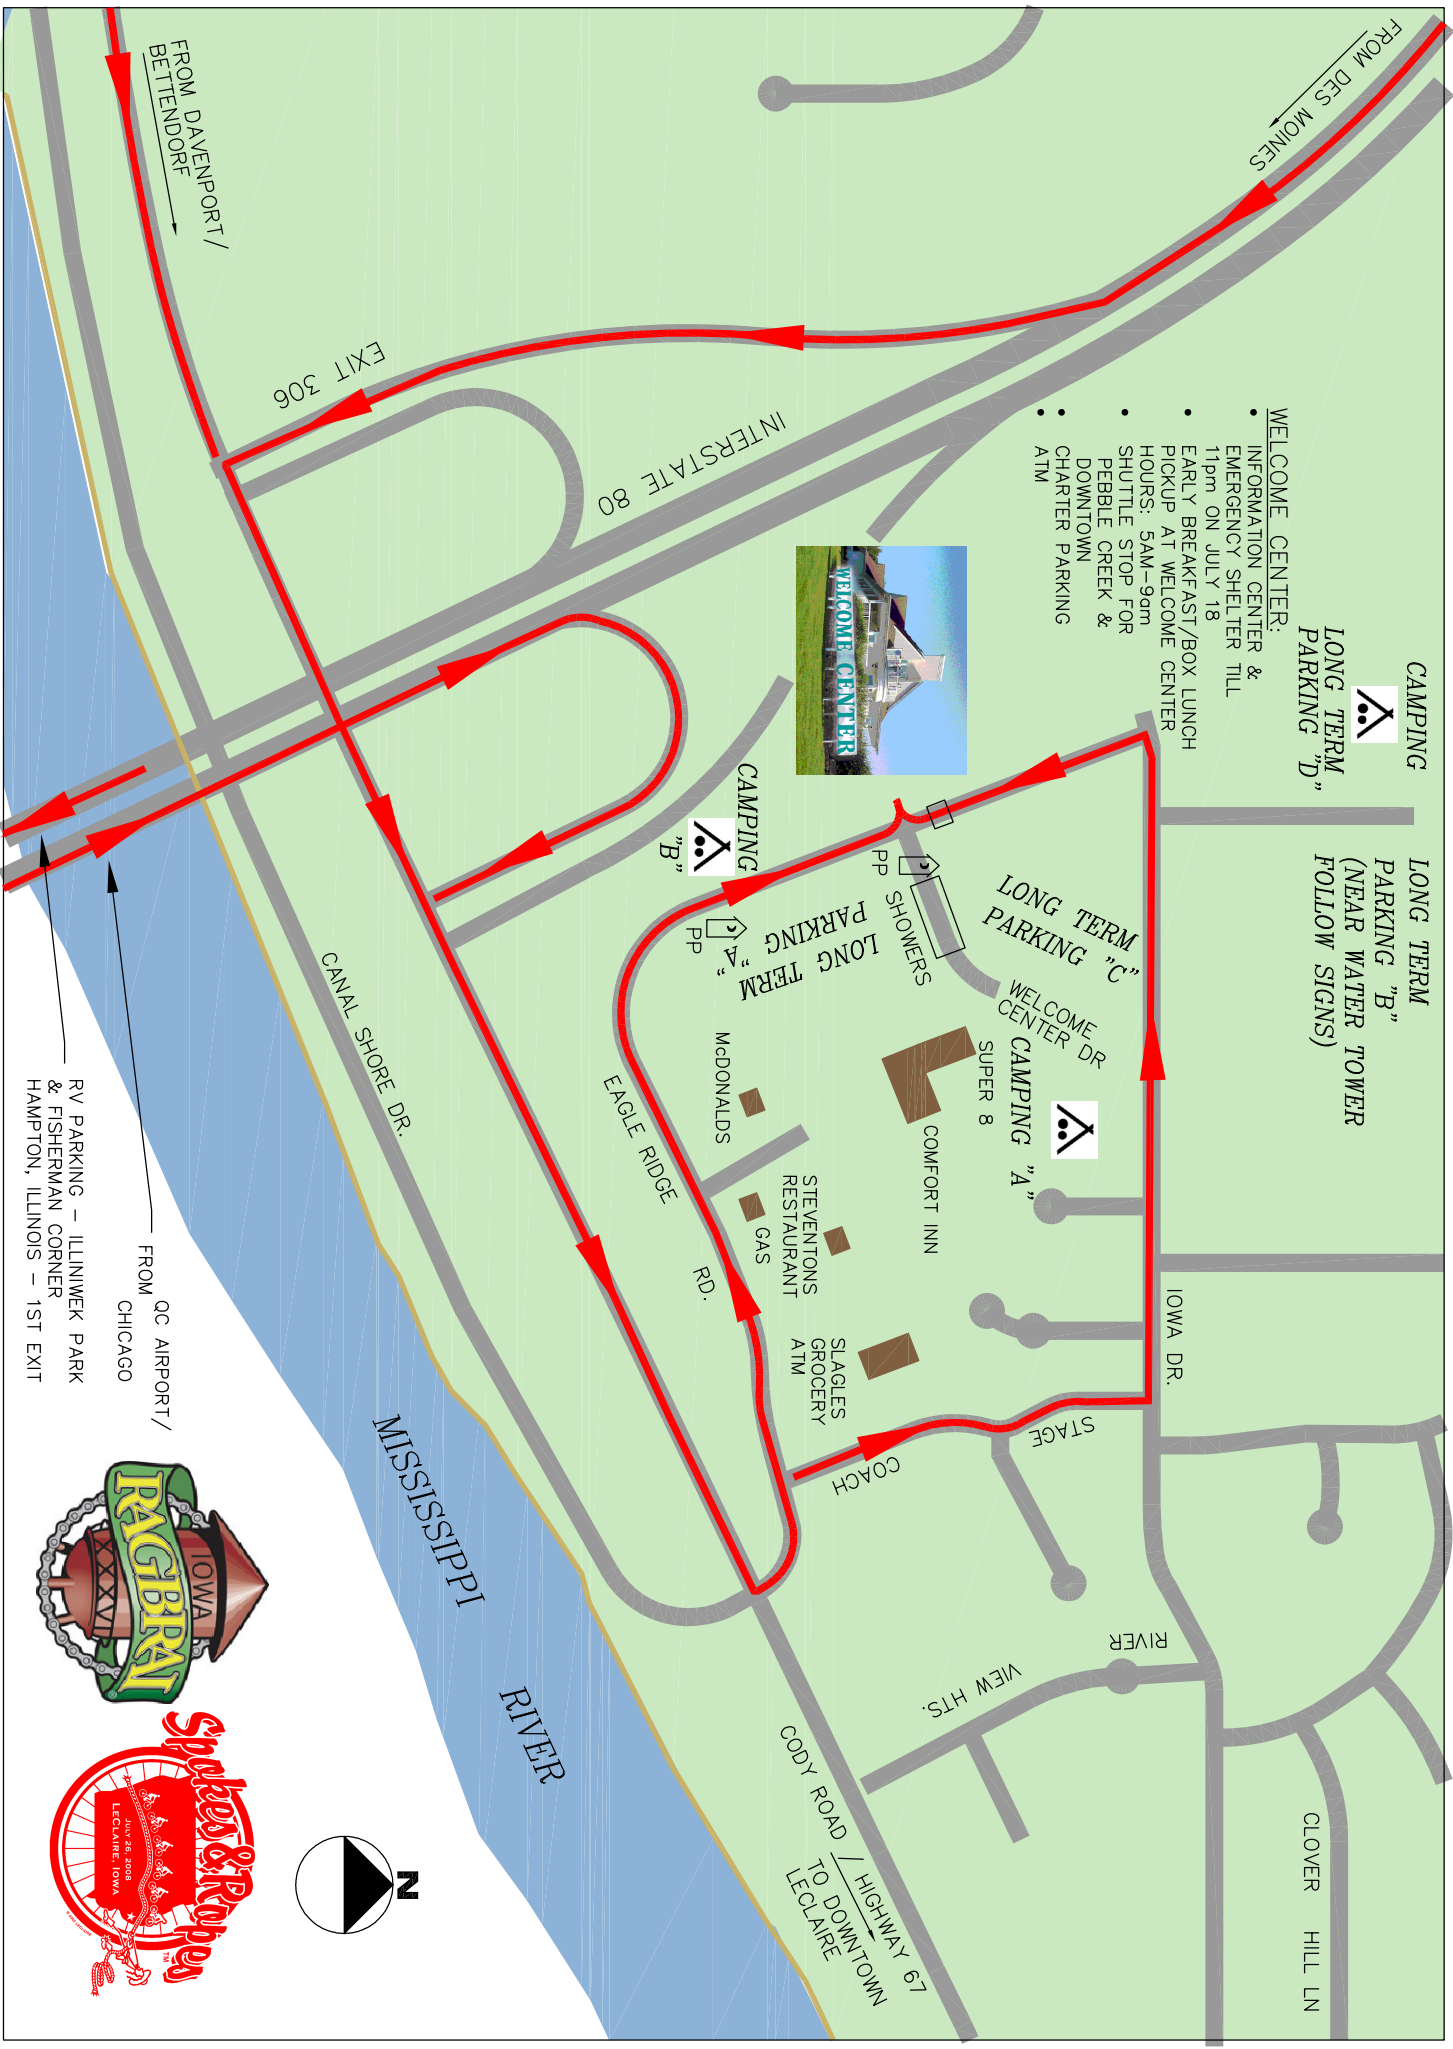 FROM DES MOINES
CAMPING
LONG TERM
PARKING "D"
LONG TERM
PARKING "B"
(NEAR WATER TOWER
FOLLOW SIGNS)
WELCOME CENTER:
• INFORMATION CENTER &
EMERGENCY SHELTER TILL
11pm ON JULY 18
• EARLY BREAKFAST/BOX LUNCH
PICKUP AT WELCOME CENTER
HOURS: 5AM-9am
• SHUTTLE STOP FOR
PEBBLE CREEK &
DOWNTOWN
• CHARTER PARKING
• ATM
WELCOME CENTER
IOWA DR.
CLOVER HILL LN
RIVER
VIEW HTS.
STAGE
COACH
LONG TERM
PARKING "C"
WELCOME
CENTER DR
CAMPING "A"
SUPER 8
COMFORT INN
SHOWERS
PP
LONG TERM
PARKING "A"
PP
CAMPING
"B"
McDONALDS
STEVENTONS
RESTAURANT
GAS
SLAGLES
GROCERY
ATM
EAGLE RIDGE
RD.
INTERSTATE 80
EXIT 306
FROM DAVENPORT/
BETTENDORF
CANAL SHORE DR.
CODY ROAD / HIGHWAY 67
TO DOWNTOWN
LECLAIRE
MISSISSIPPI
RIVER
QC AIRPORT/
FROM
CHICAGO
RV PARKING - ILLINIWEK PARK
& FISHERMAN CORNER
HAMPTON, ILLINOIS - 1ST EXIT
IOWA
RAGBRAI
XXXVI
®
Spokes & Ropes
TM
JULY 26, 2008
LECLAIRE, IOWA
N